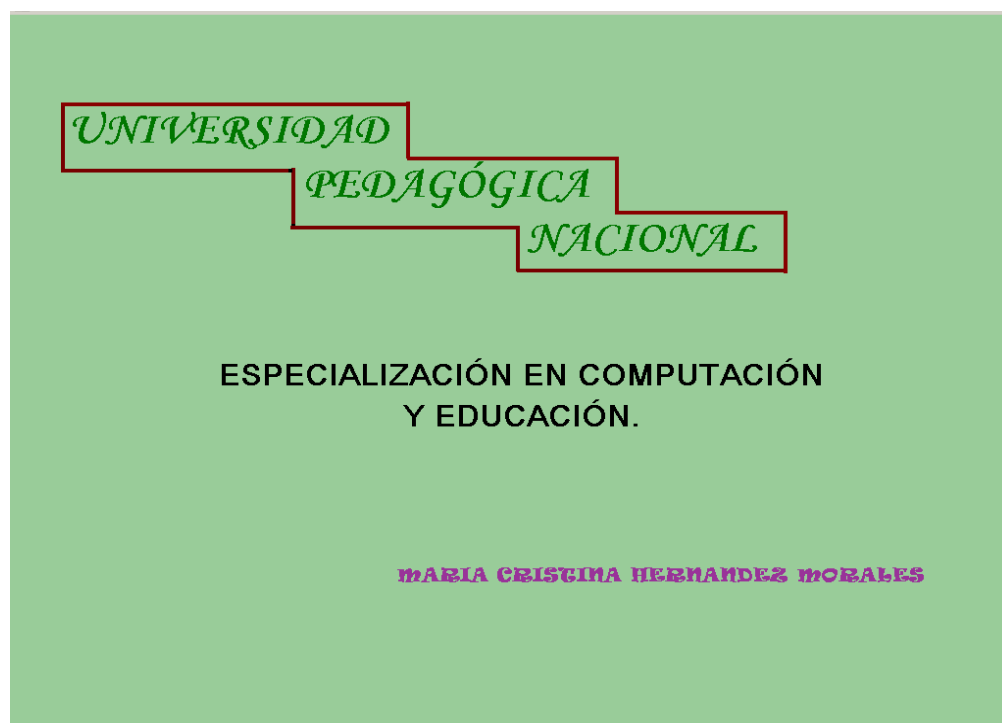 UNIVERSIDAD
PEDAGÓGICA
NACIONAL
ESPECIALIZACIÓN EN COMPUTACIÓN
Y EDUCACIÓN.
MARIA CRISTINA HERNANDEZ MORALES